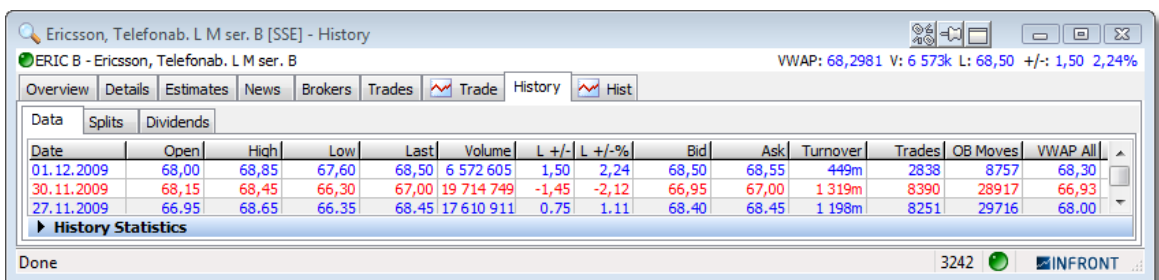 Ericsson, Telefonab. L M ser. B [SSE] - History
ERIC B - Ericsson, Telefonab. L M ser. B VWAP: 68,2981 V: 6 573k L: 68,50 +/-: 1,50 2,24%
Overview Details Estimates News Brokers Trades Trade History Hist
Data Splits Dividends
Date Open High Low Last Volume L +/- L +/-% Bid Ask Turnover Trades OB Moves VWAP All
01.12.2009 68,00 68,85 67,60 68,50 6 572 605 1,50 2,24 68,50 68,55 449m 2838 8757 68,30
30.11.2009 68,15 68,45 66,30 67,00 19 714 749 -1,45 -2,12 66,95 67,00 1 319m 8390 28917 66,93
27.11.2009 66.95 68.65 66.35 68.45 17 610 911 0.75 1.11 68.40 68.45 1 198m 8251 29716 68.00
History Statistics
Done 3242 INFRONT